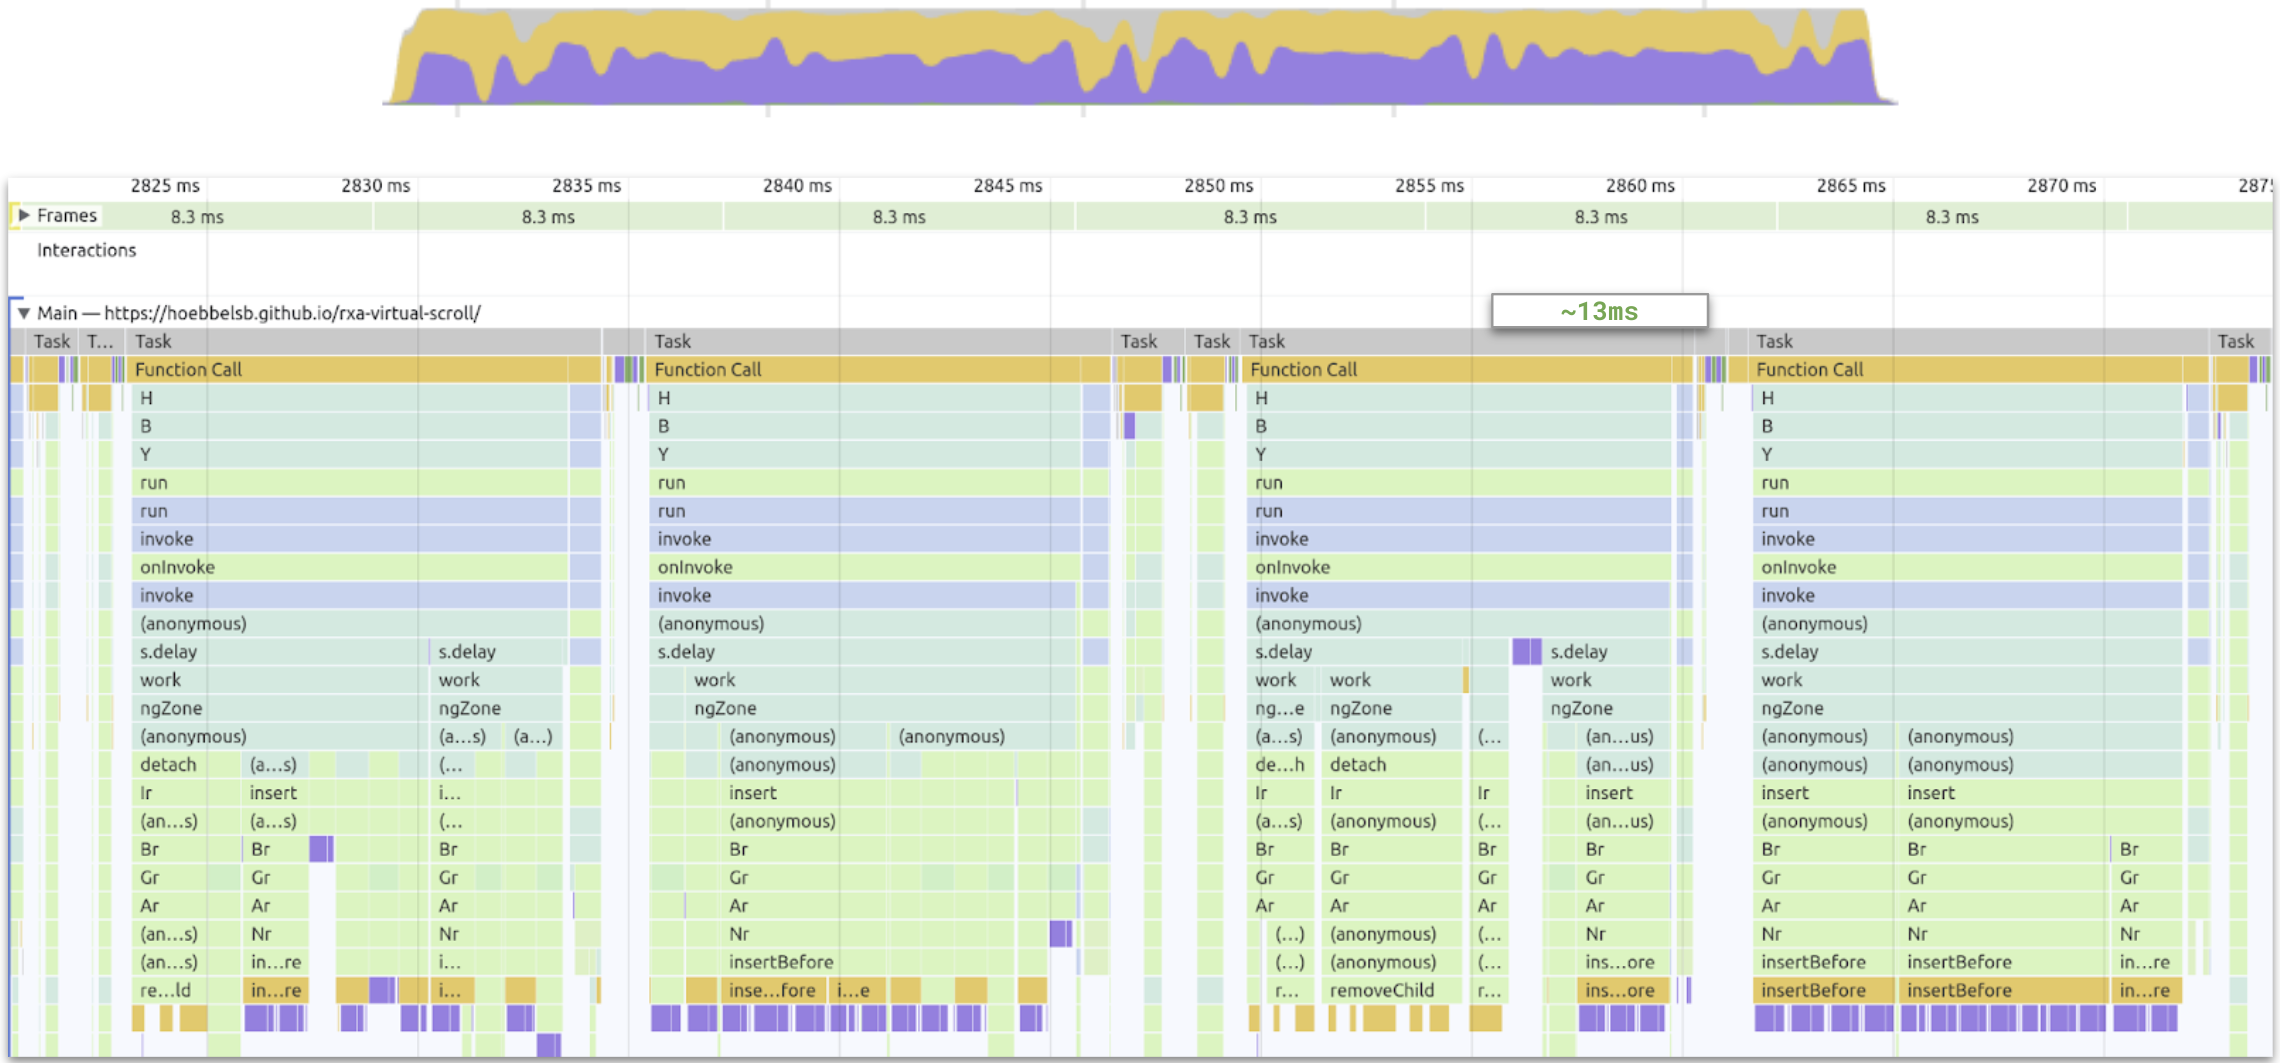 2825 ms 2830 ms 2835 ms 2840 ms 2845 ms 2850 ms 2855 ms 2860 ms 2865 ms 2870 ms 287
Frames 8.3 ms 8.3 ms 8.3 ms 8.3 ms 8.3 ms 8.3 ms
Interactions
~13ms
Main — https://hoebbelsb.github.io/rxa-virtual-scroll/
Task T... Task Task Task Task Task Task Task
Function Call Function Call Function Call Function Call
H H H H
B B B B
Y Y Y Y
run run run run
run run run run
invoke invoke invoke invoke
onInvoke onInvoke onInvoke onInvoke
invoke invoke invoke invoke
(anonymous) (anonymous) (anonymous) (anonymous)
s.delay s.delay s.delay s.delay s.delay s.delay
work work work work work work work
ngZone ngZone ngZone ng...e ngZone ngZone ngZone
(anonymous) (a...s) (a...) (anonymous) (anonymous) (a...s) (anonymous) (... (an...us) (anonymous) (anonymous)
detach (a...s) (... (anonymous) de...h detach (an...us) (anonymous) (anonymous)
Ir insert i... insert Ir Ir Ir insert insert insert
(an...s) (a...s) (... (anonymous) (a...s) (anonymous) (... (an...us) (anonymous) (anonymous)
Br Br Br Br Br Br Br Br Br Br Br
Gr Gr Gr Gr Gr Gr Gr Gr Gr Gr Gr
Ar Ar Ar Ar Ar Ar Ar Ar Ar Ar Ar
(an...s) Nr Nr Nr (...) (anonymous) (... Nr Nr Nr Nr
(an...s) in...re i... insertBefore (...) (anonymous) (... ins...ore insertBefore insertBefore in...re
re...ld in...re i... inse...fore i...e r... removeChild r... ins...ore insertBefore insertBefore in...re